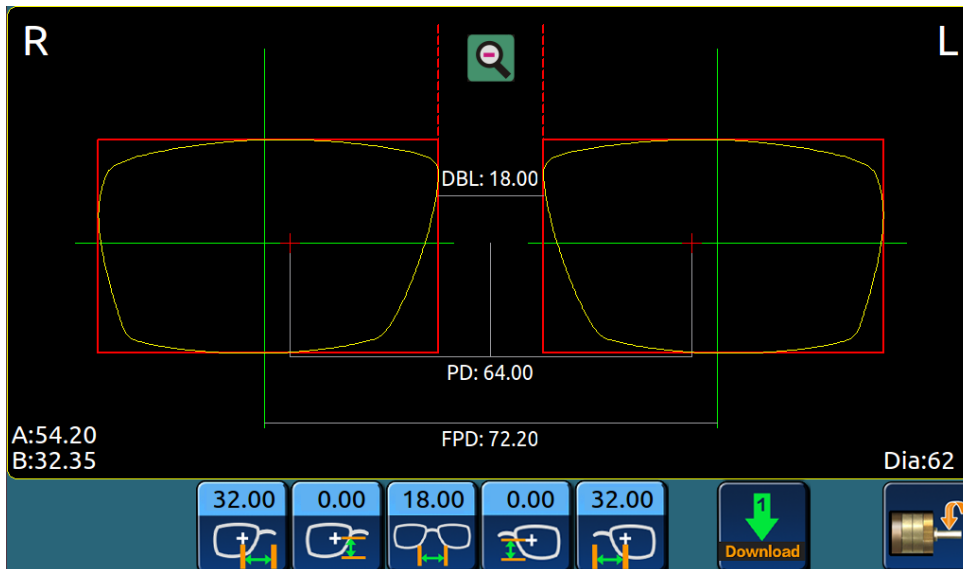 R
L
DBL: 18.00
PD: 64.00
FPD: 72.20
A:54.20
B:32.35
Dia:62
32.00
0.00
18.00
0.00
32.00
1
Download